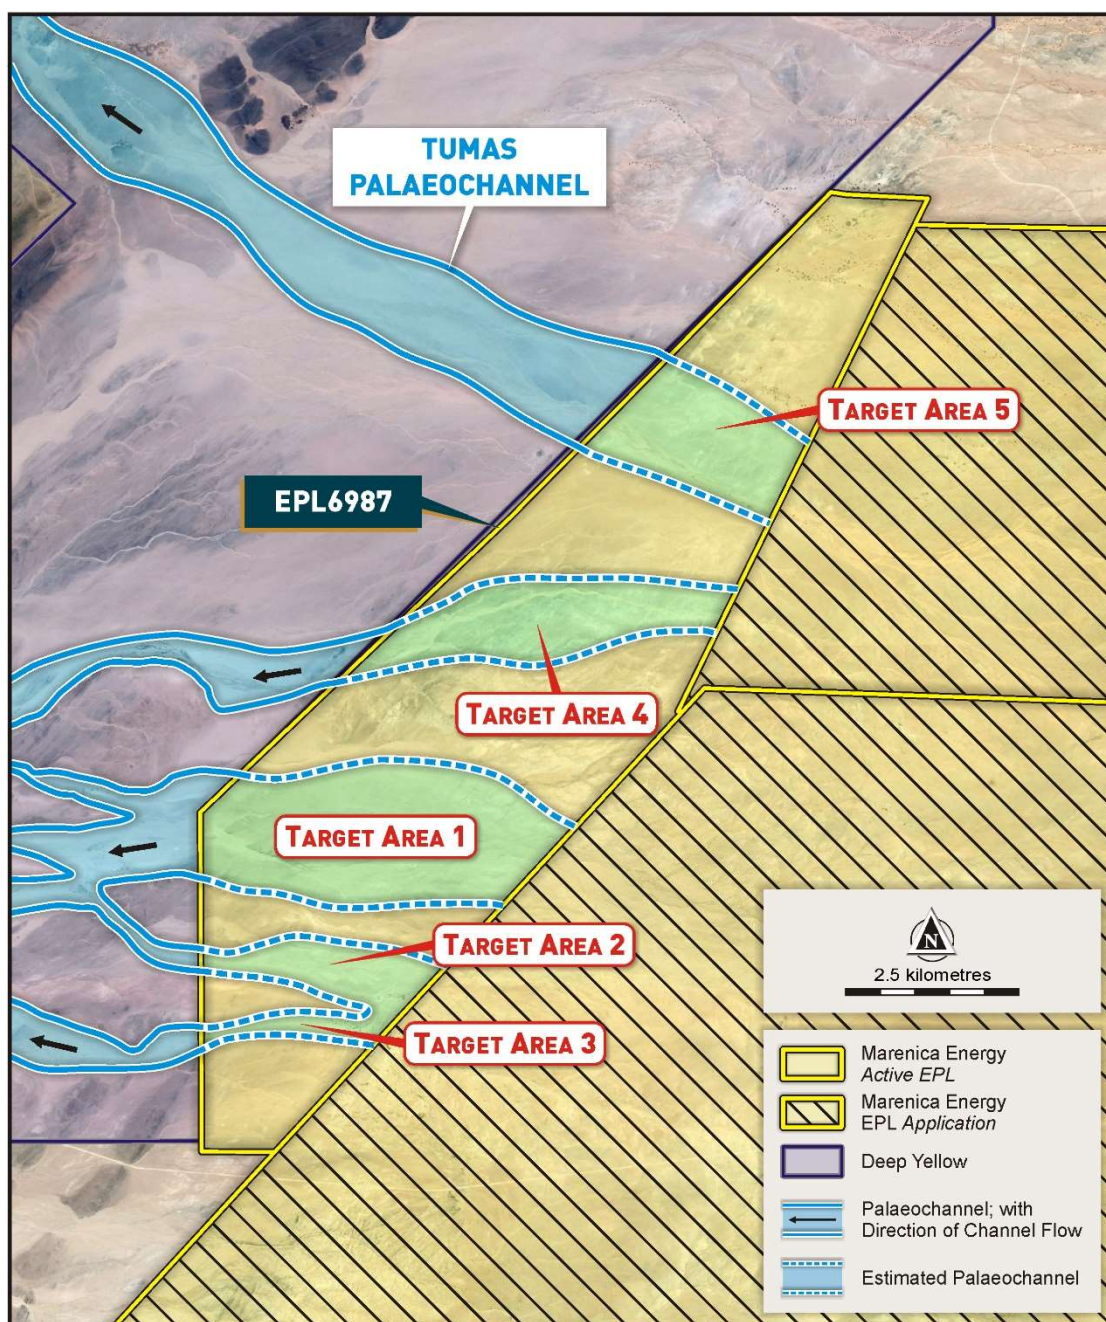 TUMAS
PALAEOCHANNEL
TARGET AREA 5
EPL6987
TARGET AREA 4
TARGET AREA 1
TARGET AREA 2
TARGET AREA 3
N
2.5 kilometres
Marenica Energy
Active EPL
Marenica Energy
EPL Application
Deep Yellow
Palaeochannel; with
Direction of Channel Flow
Estimated Palaeochannel